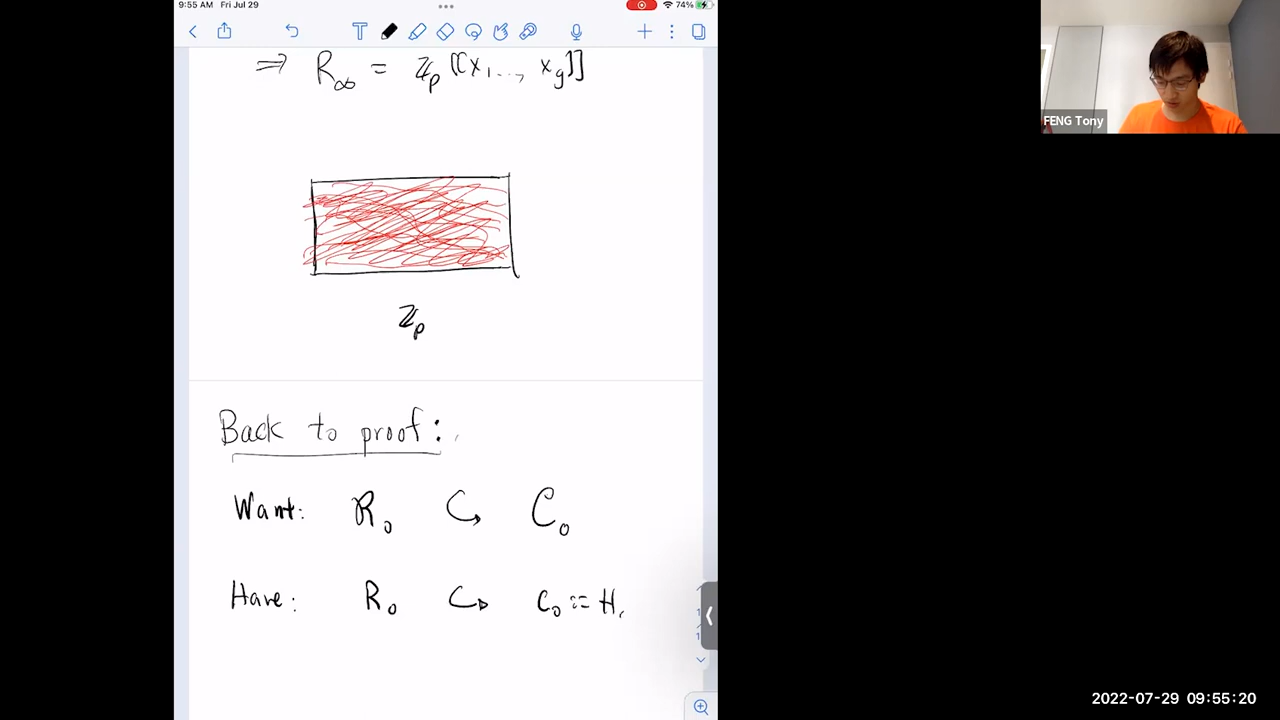 9:55 AM Fri Jul 29
74%
⇒ R∞ = ℤp [[x1..., xg]]
FENG Tony
ℤp
Back to proof:
Want: R0 ↪ C0
Have: R0 ↪ C0 = H
2022-07-29 09:55:20